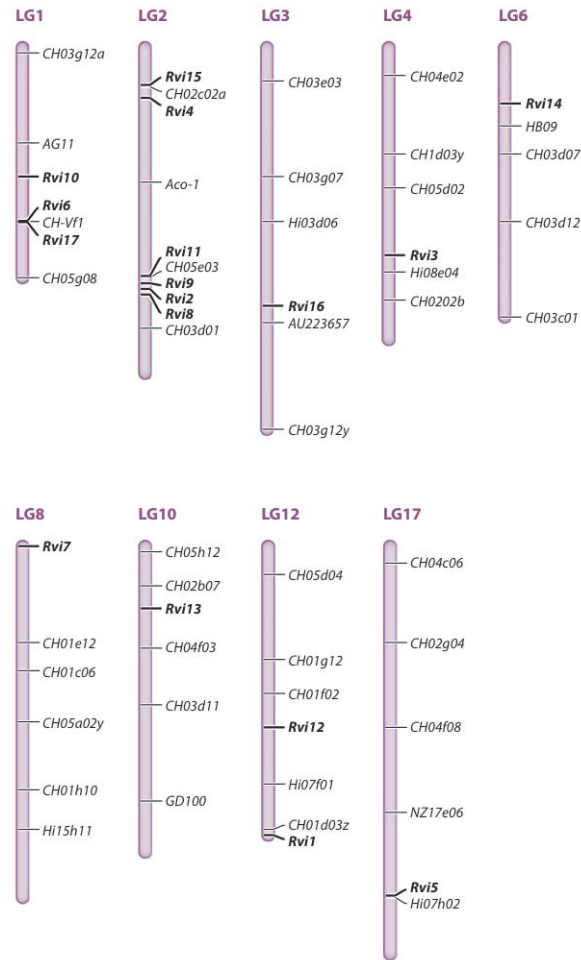 LG1
CH03g12a
AG11
Rvi10
Rvi6
CH-Vf1
Rvi17
CH05g08
LG2
Rvi15
CH02c02a
Rvi4
Aco-1
Rvi11
CH05e03
Rvi9
Rvi2
Rvi8
CH03d01
LG3
CH03e03
CH03g07
Hi03d06
Rvi16
AU223657
CH03g12y
LG4
CH04e02
CH1d03y
CH05d02
Rvi3
Hi08e04
CH0202b
LG6
Rvi14
HB09
CH03d07
CH03d12
CH03c01
LG8
Rvi7
CH01e12
CH01c06
CH05a02y
CH01h10
Hi15h11
LG10
CH05h12
CH02b07
Rvi13
CH04f03
CH03d11
GD100
LG12
CH05d04
CH01g12
CH01f02
Rvi12
Hi07f01
CH01d03z
Rvi1
LG17
CH04c06
CH02g04
CH04f08
NZ17e06
Rvi5
Hi07h02